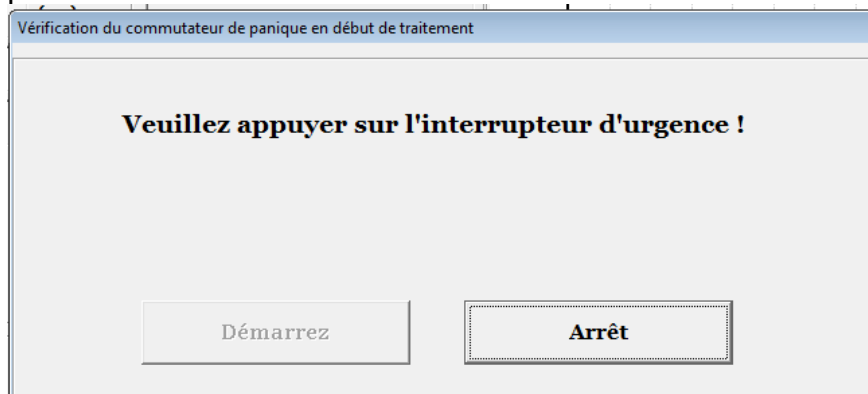 Vérification du commutateur de panique en début de traitement
Veuillez appuyer sur l'interrupteur d'urgence !
Démarrez
Arrêt